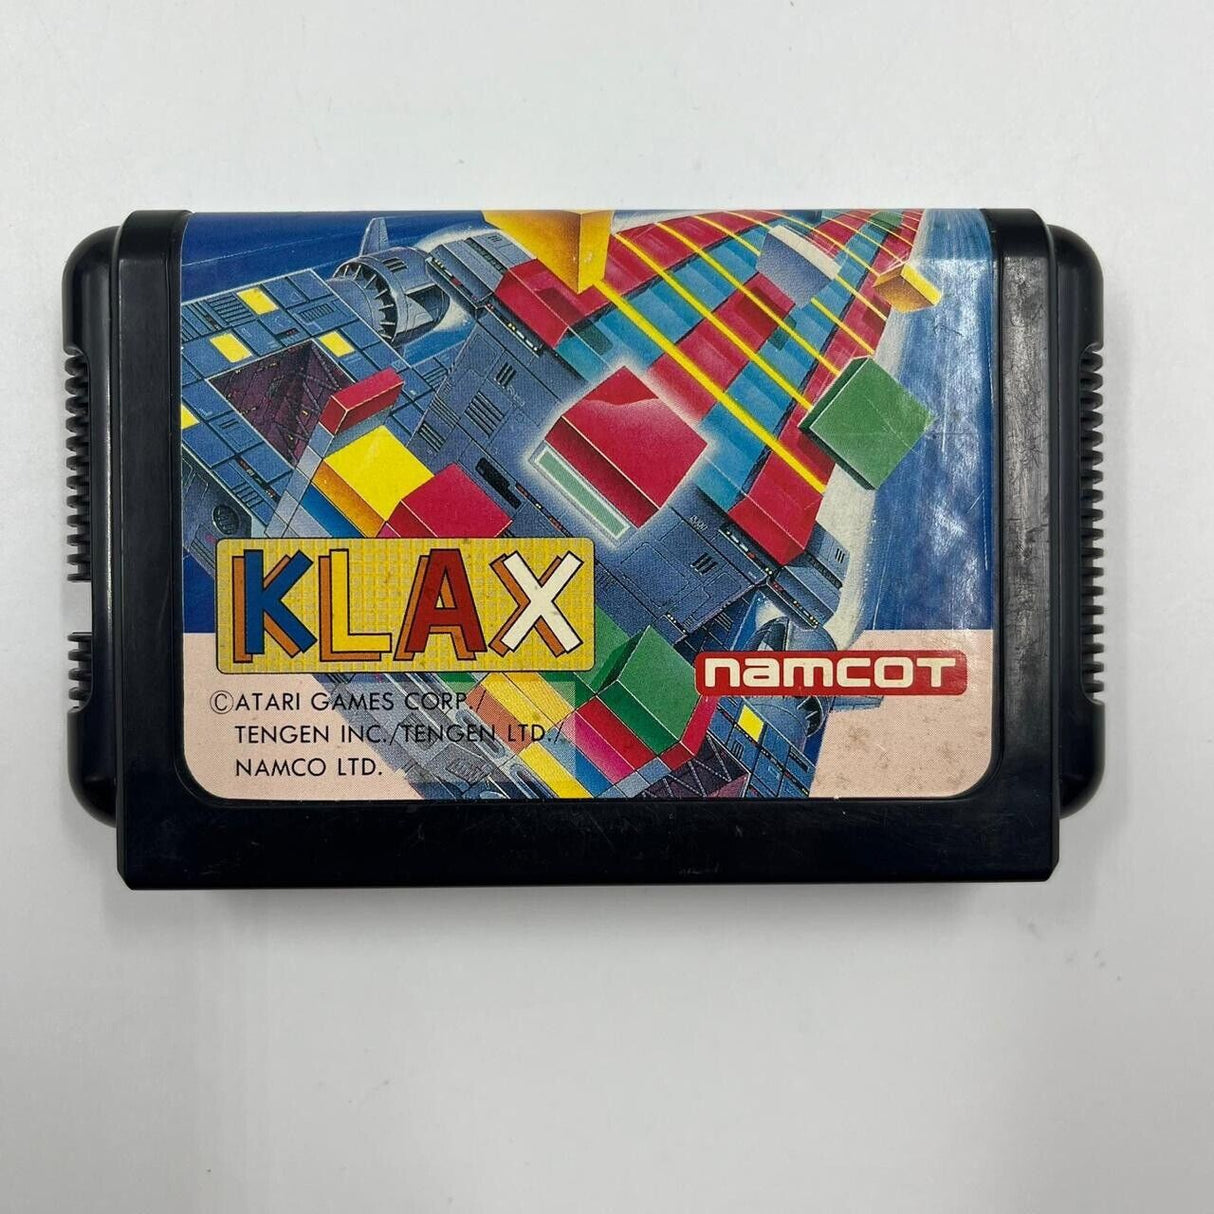 KLAX
namcoT
©ATARI GAMES CORP./
TENGEN INC./TENGEN LTD./
NAMCO LTD.